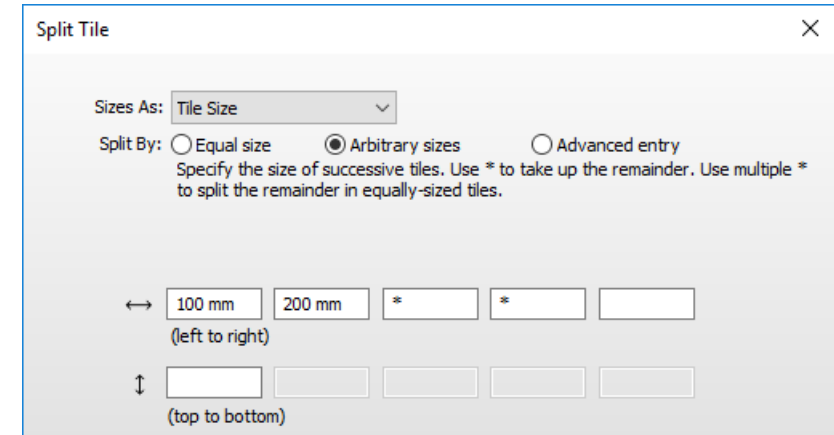 Split Tile
Sizes As: Tile Size
Split By: Equal size Arbitrary sizes Advanced entry
Specify the size of successive tiles. Use * to take up the remainder. Use multiple *
to split the remainder in equally-sized tiles.
100 mm 200 mm * *
(left to right)
(top to bottom)